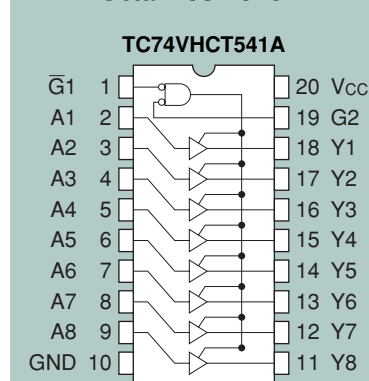 TC74VHCT541A
G̅1 1 20 Vcc
A1 2 19 G2
A2 3 18 Y1
A3 4 17 Y2
A4 5 16 Y3
A5 6 15 Y4
A6 7 14 Y5
A7 8 13 Y6
A8 9 12 Y7
GND 10 11 Y8